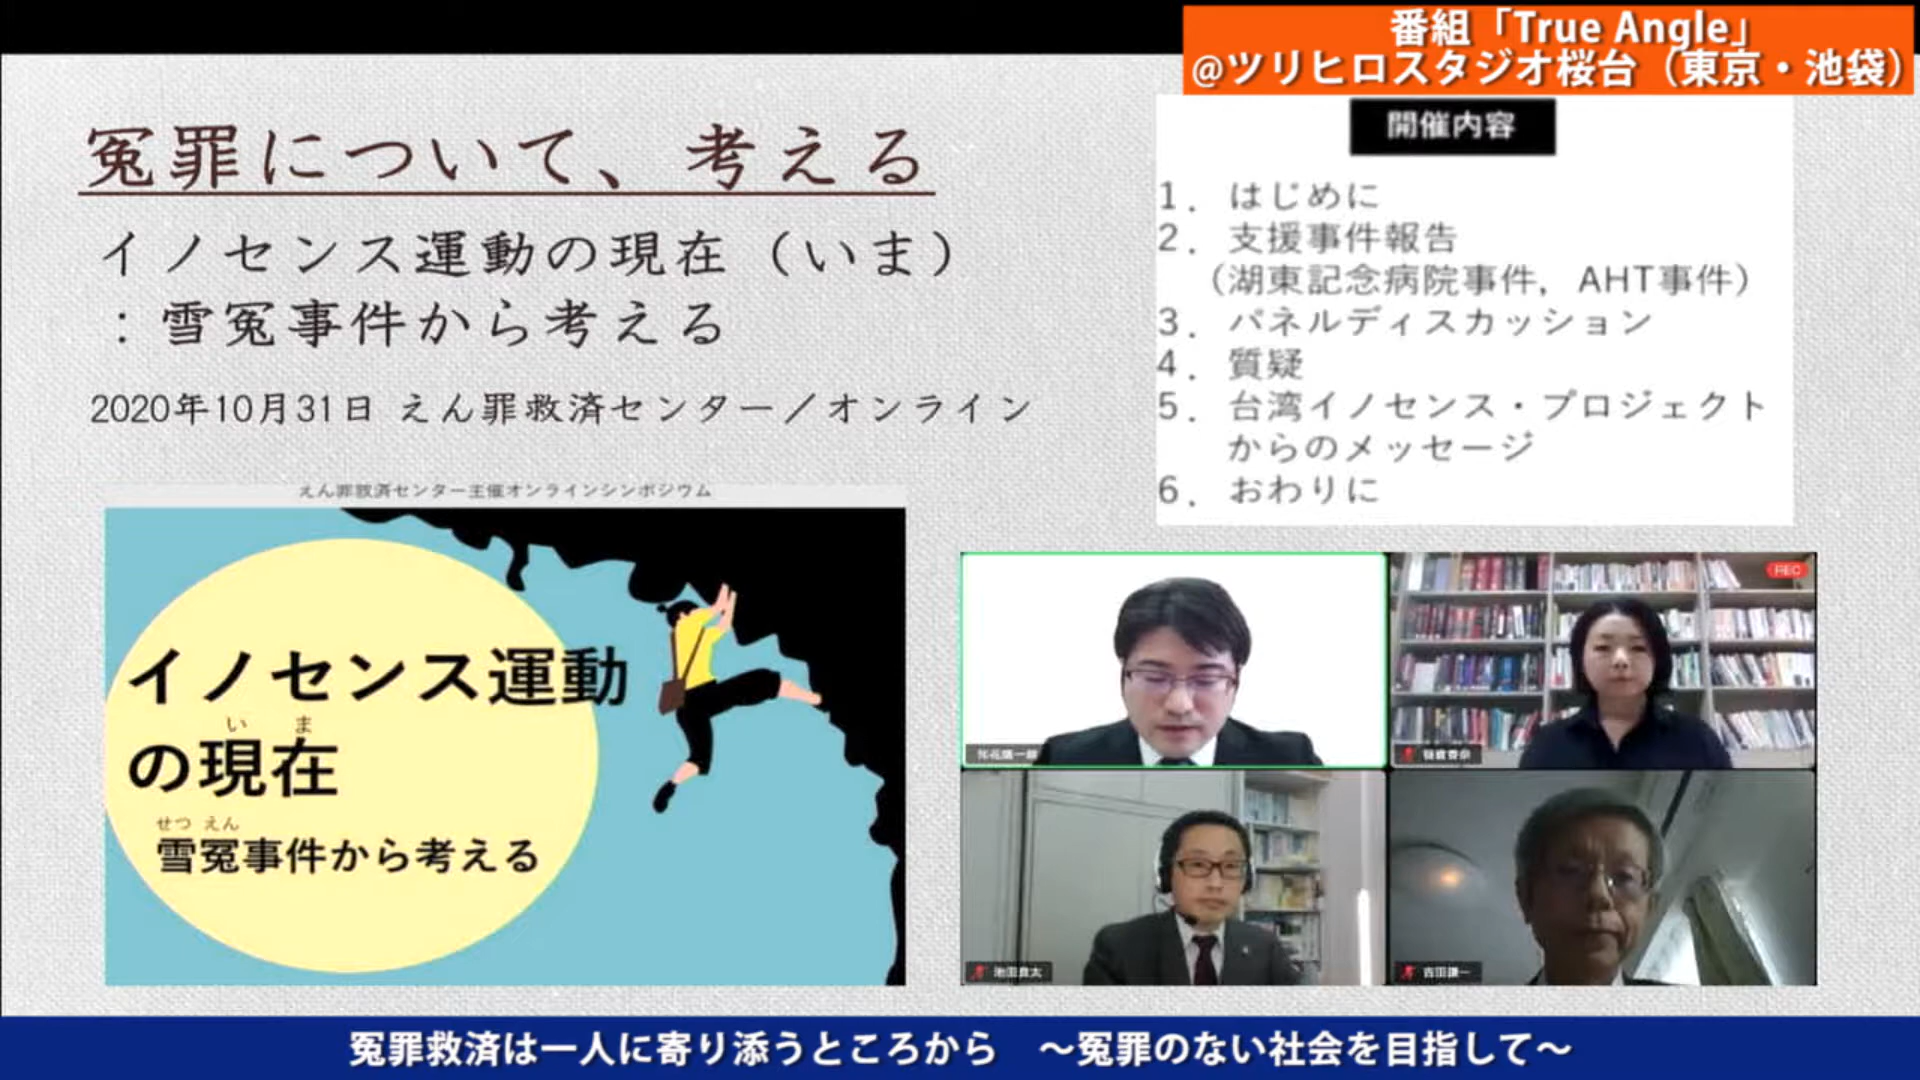 番組「True Angle」
@ツリヒロスタジオ桜台（東京・池袋）
冤罪について、考える
イノセンス運動の現在（いま）
：雪冤事件から考える
2020年10月31日 えん罪救済センター／オンライン
開催内容
1．はじめに
2．支援事件報告
（湖東記念病院事件，AHT事件）
3．パネルディスカッション
4．質疑
5．台湾イノセンス・プロジェクト
からのメッセージ
6．おわりに
えん罪救済センター主催オンラインシンポジウム
イノセンス運動
いま
の現在
せつ えん
雪冤事件から考える
REC
吉田謙一
冤罪救済は一人に寄り添うところから　～冤罪のない社会を目指して～